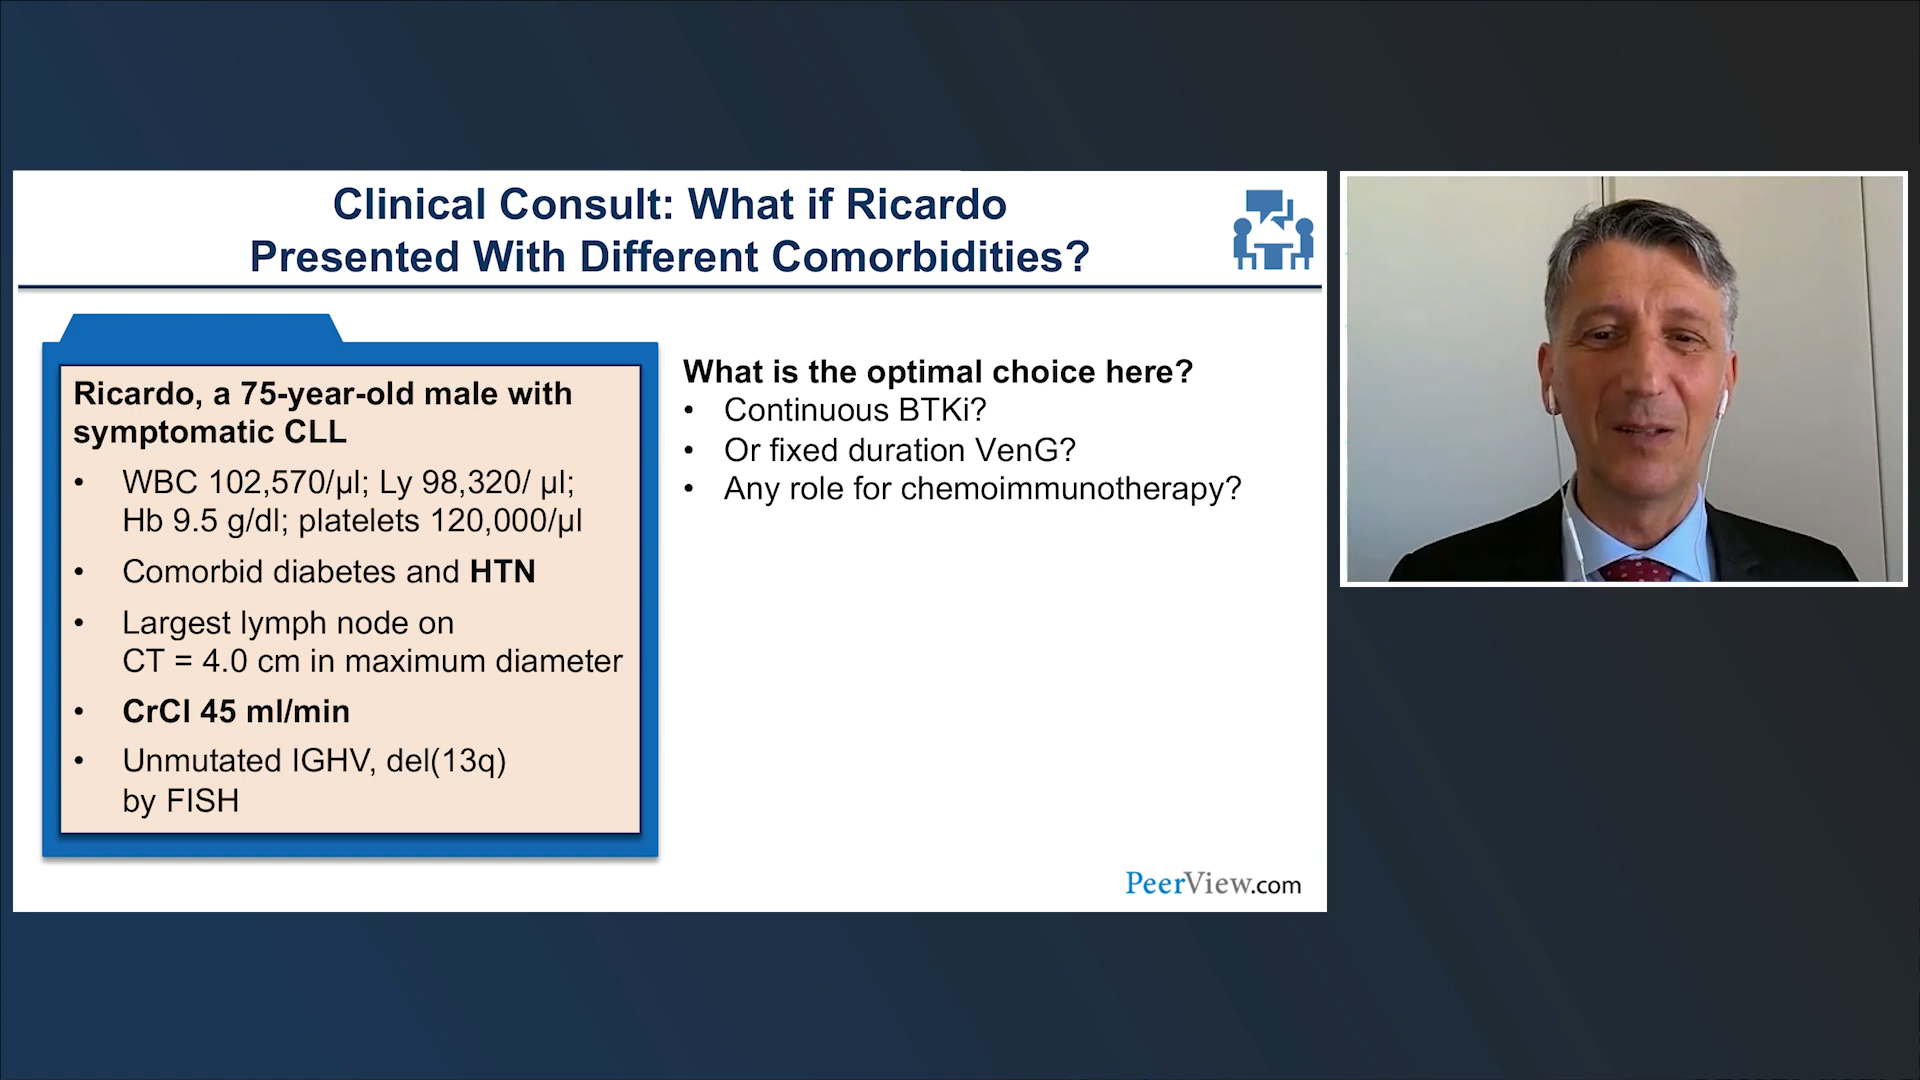 Clinical Consult: What if Ricardo
Presented With Different Comorbidities?
Ricardo, a 75-year-old male with
symptomatic CLL
• WBC 102,570/µl; Ly 98,320/ µl;
Hb 9.5 g/dl; platelets 120,000/µl
• Comorbid diabetes and HTN
• Largest lymph node on
CT = 4.0 cm in maximum diameter
• CrCl 45 ml/min
• Unmutated IGHV, del(13q)
by FISH
What is the optimal choice here?
• Continuous BTKi?
• Or fixed duration VenG?
• Any role for chemoimmunotherapy?
PeerView.com